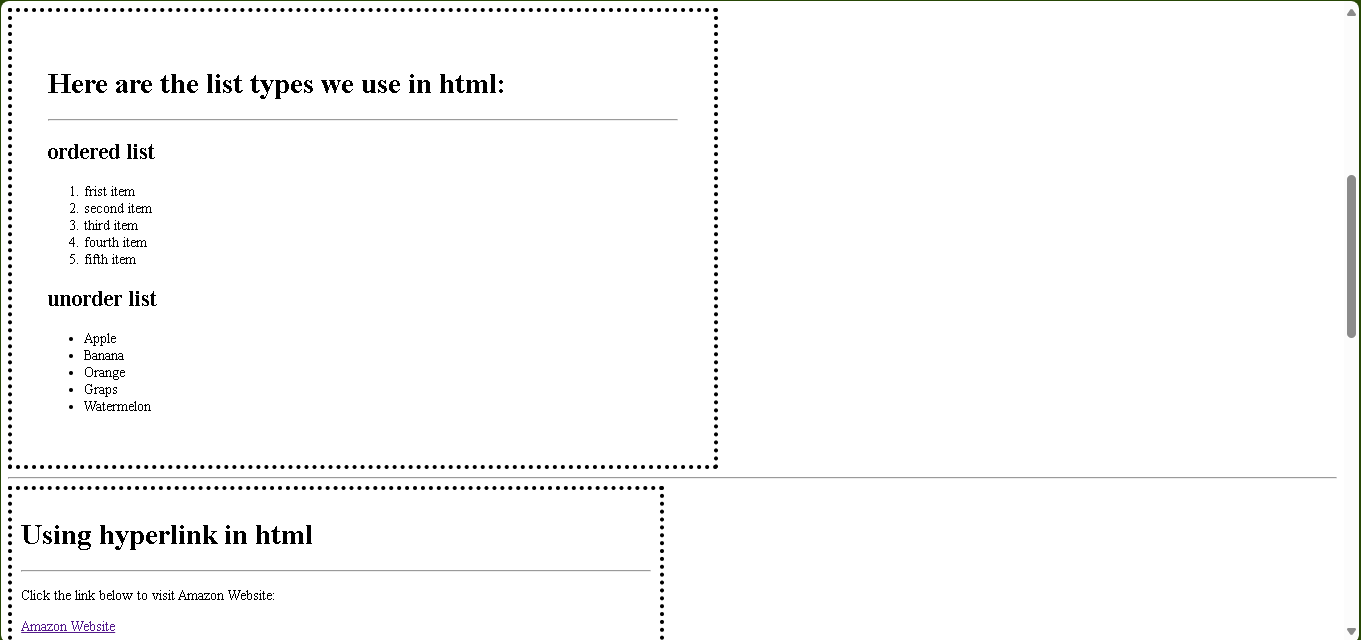 Here are the list types we use in html:
ordered list
1. frist item
2. second item
3. third item
4. fourth item
5. fifth item
unorder list
• Apple
• Banana
• Orange
• Graps
• Watermelon
Using hyperlink in html
Click the link below to visit Amazon Website:
Amazon Website